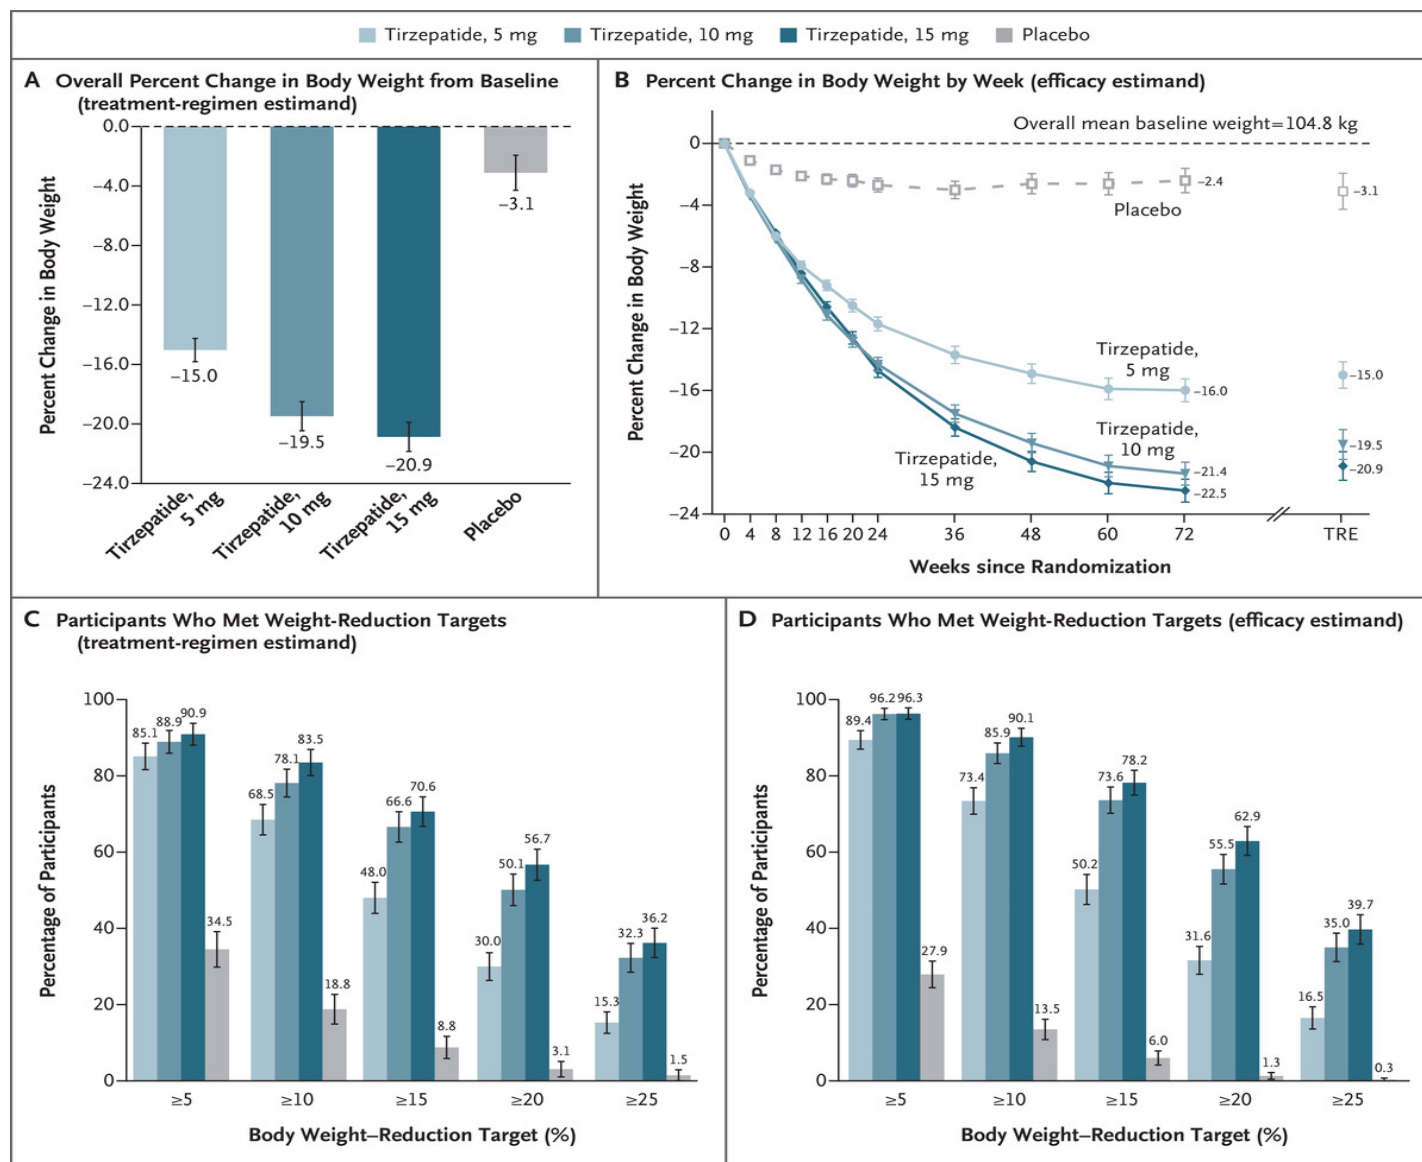 Tirzepatide, 5 mg Tirzepatide, 10 mg Tirzepatide, 15 mg Placebo
A Overall Percent Change in Body Weight from Baseline
(treatment-regimen estimand)
Percent Change in Body Weight
0.0
−4.0
−8.0
−12.0
−16.0
−20.0
−24.0
−15.0
−19.5
−20.9
−3.1
Tirzepatide,
5 mg
Tirzepatide,
10 mg
Tirzepatide,
15 mg
Placebo
B Percent Change in Body Weight by Week (efficacy estimand)
Overall mean baseline weight=104.8 kg
Percent Change in Body Weight
0
−4
−8
−12
−16
−20
−24
−2.4
−3.1
Placebo
Tirzepatide,
5 mg
−16.0
−15.0
Tirzepatide,
10 mg
−21.4
−19.5
Tirzepatide,
15 mg
−22.5
−20.9
0 4 8 12 16 20 24 36 48 60 72 TRE
Weeks since Randomization
C Participants Who Met Weight-Reduction Targets
(treatment-regimen estimand)
Percentage of Participants
100
80
60
40
20
0
85.1 88.9 90.9 34.5
68.5 78.1 83.5 18.8
48.0 66.6 70.6 8.8
30.0 50.1 56.7 3.1
15.3 32.3 36.2 1.5
≥5 ≥10 ≥15 ≥20 ≥25
Body Weight–Reduction Target (%)
D Participants Who Met Weight-Reduction Targets (efficacy estimand)
Percentage of Participants
100
80
60
40
20
0
89.4 96.2 96.3 27.9
73.4 85.9 90.1 13.5
50.2 73.6 78.2 6.0
31.6 55.5 62.9 1.3
16.5 35.0 39.7 0.3
≥5 ≥10 ≥15 ≥20 ≥25
Body Weight–Reduction Target (%)